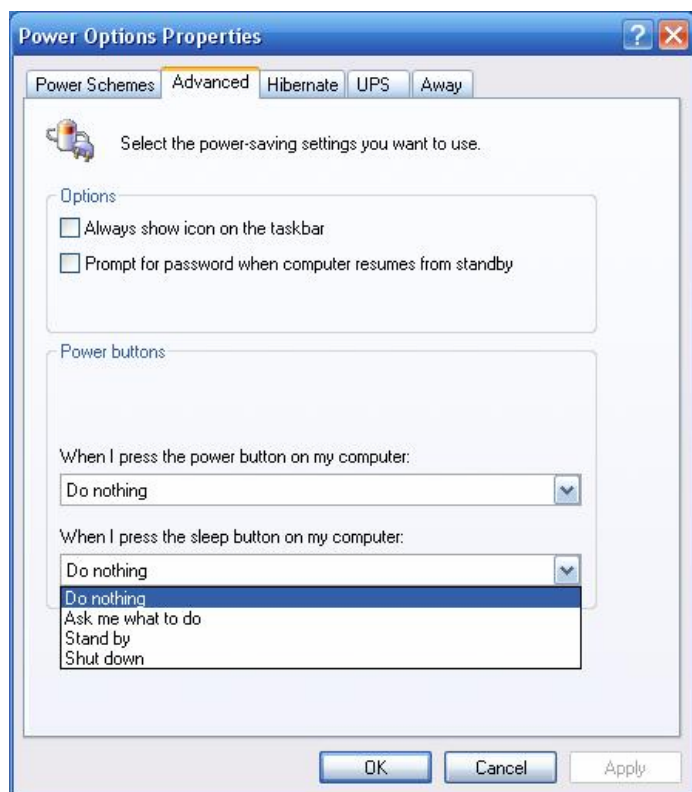 Power Options Properties
Power Schemes Advanced Hibernate UPS Away
Select the power-saving settings you want to use.
Options
Always show icon on the taskbar
Prompt for password when computer resumes from standby
Power buttons
When I press the power button on my computer:
Do nothing
When I press the sleep button on my computer:
Do nothing
Do nothing
Ask me what to do
Stand by
Shut down
OK Cancel Apply